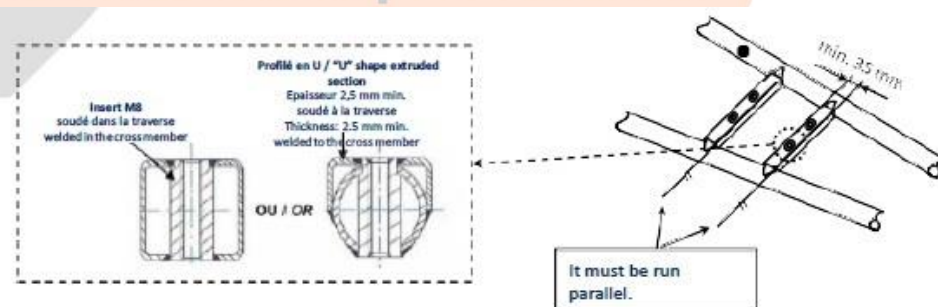 Profilé en U / "U" shape extruded
section
Epaisseur 2,5 mm min.
soudé à la traverse
Thickness: 2.5 mm min.
welded to the cross member
Insert M8
soudé dans la traverse
welded in the cross member
OU / OR
min. 35 mm
It must be run
parallel.